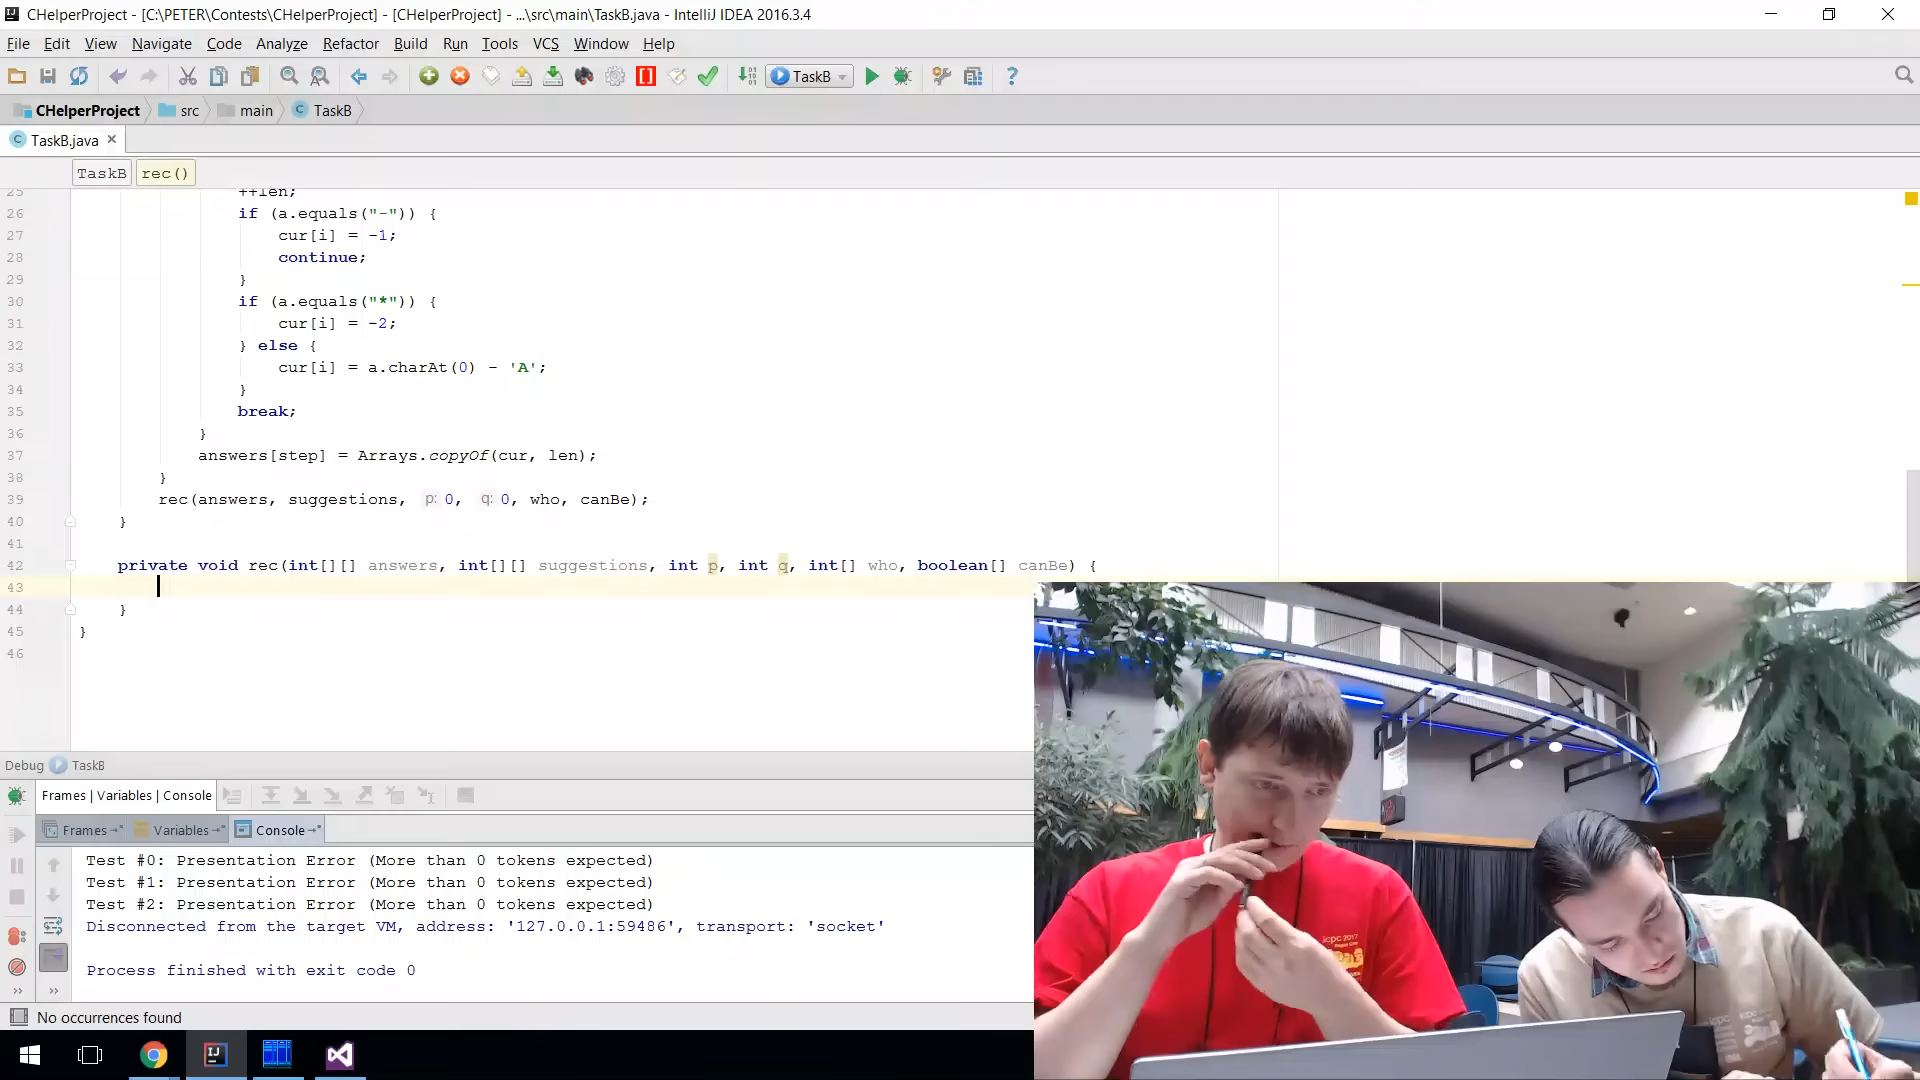 CHelperProject - [C:\PETER\Contests\CHelperProject] - [CHelperProject] - ...\src\main\TaskB.java - IntelliJ IDEA 2016.3.4
File Edit View Navigate Code Analyze Refactor Build Run Tools VCS Window Help
TaskB
CHelperProject src main TaskB
TaskB.java
TaskB rec()
25 ++len;
26 if (a.equals("-")) {
27 cur[i] = -1;
28 continue;
29 }
30 if (a.equals("*")) {
31 cur[i] = -2;
32 } else {
33 cur[i] = a.charAt(0) - 'A';
34 }
35 break;
36 }
37 answers[step] = Arrays.copyOf(cur, len);
38 }
39 rec(answers, suggestions, p: 0, q: 0, who, canBe);
40 }
41
42 private void rec(int[][] answers, int[][] suggestions, int p, int q, int[] who, boolean[] canBe) {
43
44 }
45 }
46
Debug TaskB
Frames | Variables | Console
Frames Variables Console
Test #0: Presentation Error (More than 0 tokens expected)
Test #1: Presentation Error (More than 0 tokens expected)
Test #2: Presentation Error (More than 0 tokens expected)
Disconnected from the target VM, address: '127.0.0.1:59486', transport: 'socket'
Process finished with exit code 0
No occurrences found
icpc 2017